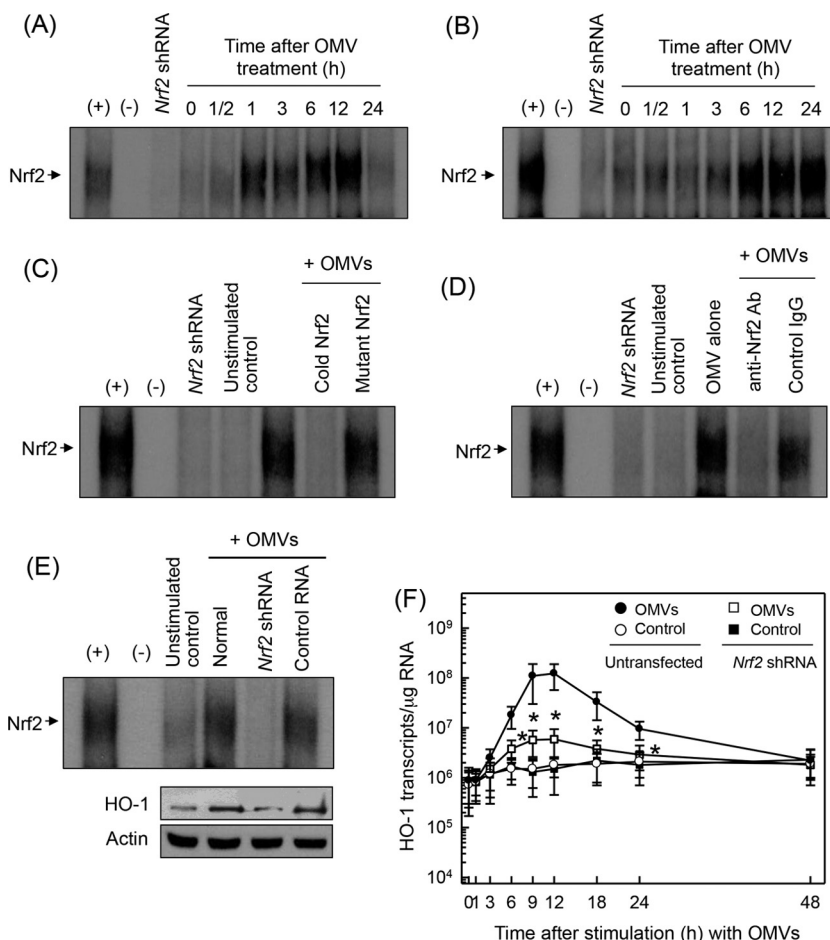 (A)
Time after OMV
treatment (h)
Nrf2 shRNA
(+) (-) 0 1/2 1 3 6 12 24
Nrf2
(B)
Time after OMV
treatment (h)
Nrf2 shRNA
(+) (-) 0 1/2 1 3 6 12 24
Nrf2
(C)
+ OMVs
Nrf2 shRNA
Unstimulated
control
Cold Nrf2
Mutant Nrf2
(+) (-)
Nrf2
(D)
+ OMVs
Nrf2 shRNA
Unstimulated
control
OMV alone
anti-Nrf2 Ab
Control IgG
(+) (-)
Nrf2
(E)
+ OMVs
Unstimulated
control
Normal
Nrf2 shRNA
Control RNA
(+) (-)
Nrf2
HO-1
Actin
(F)
OMVs OMVs
Control Control
Untransfected Nrf2 shRNA
HO-1 transcripts/μg RNA
10⁹
10⁸
10⁷
10⁶
10⁵
10⁴
* * * * *
0 1 3 6 9 12 18 24 48
Time after stimulation (h) with OMVs